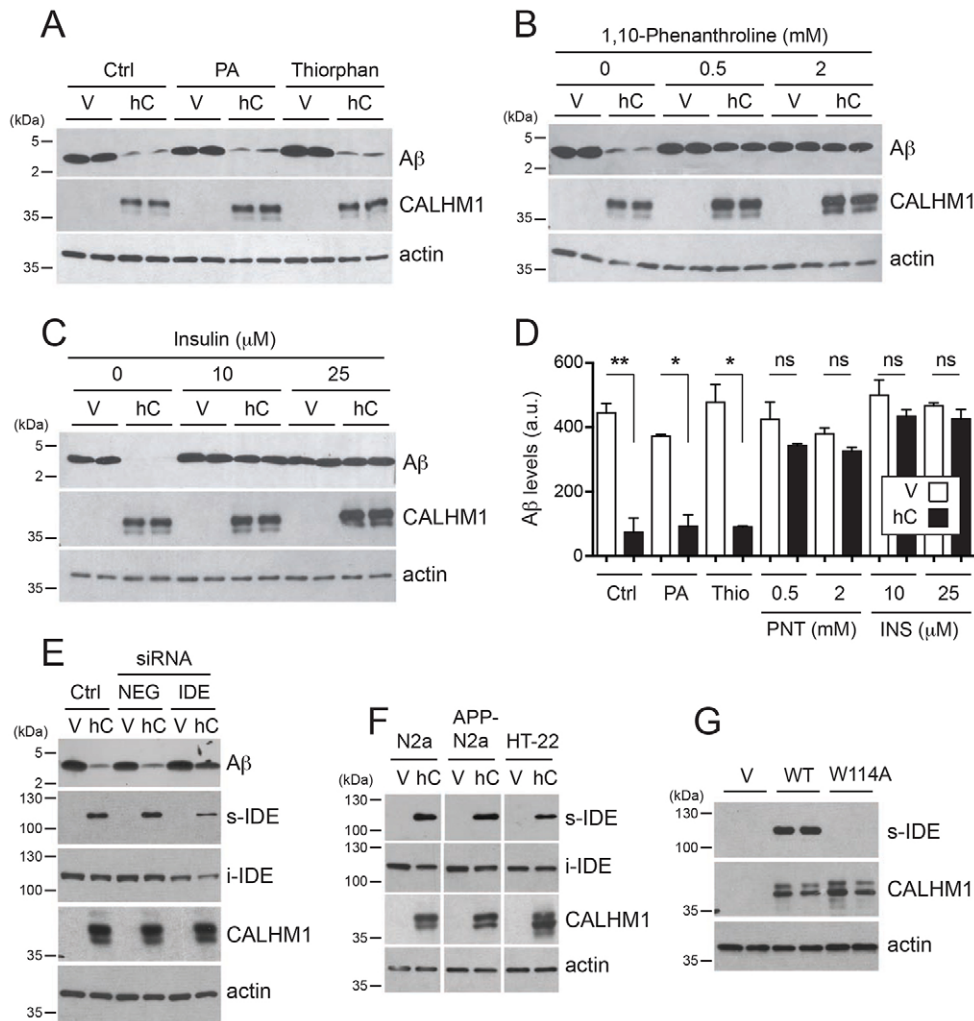 A
Ctrl PA Thiorphan
V hC V hC V hC
(kDa)
5
2
Aβ
35
CALHM1
35
actin
B
1,10-Phenanthroline (mM)
0 0.5 2
V hC V hC V hC
(kDa)
5
2
Aβ
35
CALHM1
35
actin
C
Insulin (μM)
0 10 25
V hC V hC V hC
(kDa)
5
2
Aβ
35
CALHM1
35
actin
D
Aβ levels (a.u.)
600
400
200
0
** * * ns ns ns ns
V
hC
Ctrl PA Thio 0.5 2 10 25
PNT (mM) INS (μM)
E
siRNA
Ctrl NEG IDE
V hC V hC V hC
(kDa)
5
2
Aβ
130
100
s-IDE
130
100
i-IDE
35
CALHM1
35
actin
F
N2a APP-N2a HT-22
V hC V hC V hC
(kDa)
130
100
s-IDE
100
i-IDE
35
CALHM1
35
actin
G
V WT W114A
(kDa)
130
100
s-IDE
35
CALHM1
35
actin